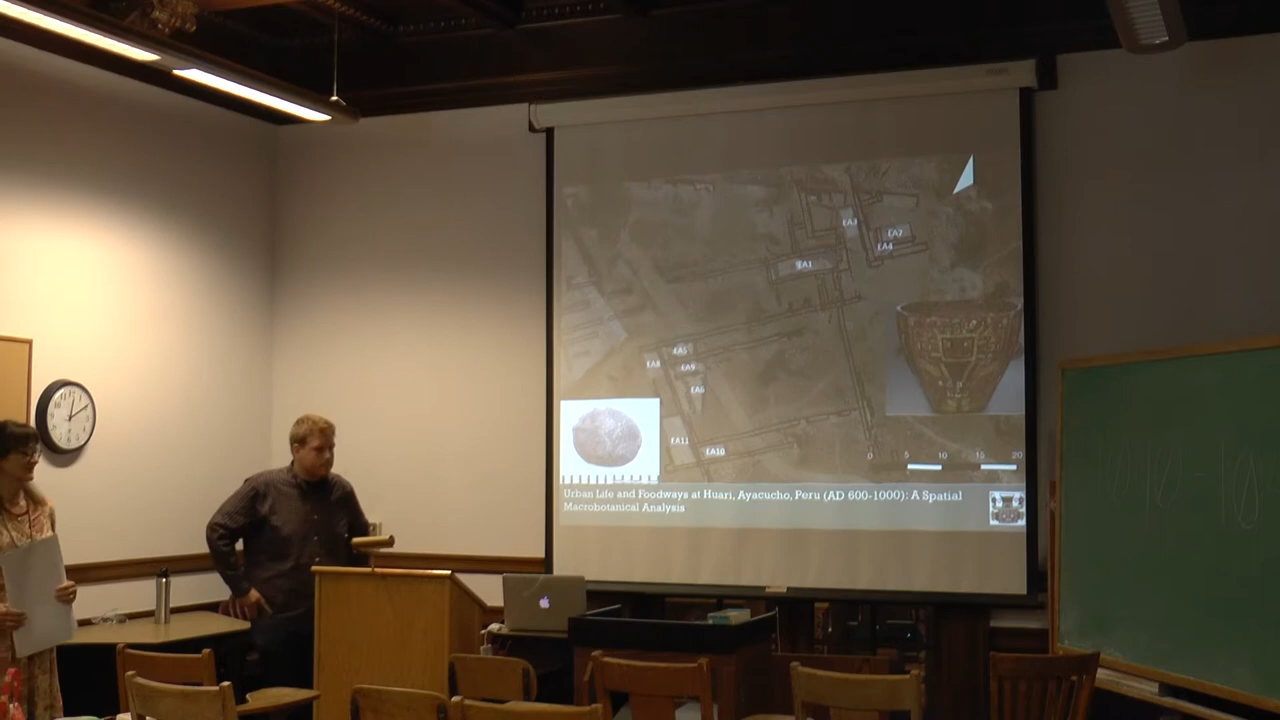 EA3
EA7
EA4
EA1
EA5
EA8
EA9
EA6
EA11
EA10
0 5 10 15 20
Urban Life and Foodways at Huari, Ayacucho, Peru (AD 600-1000): A Spatial
Macrobotanical Analysis